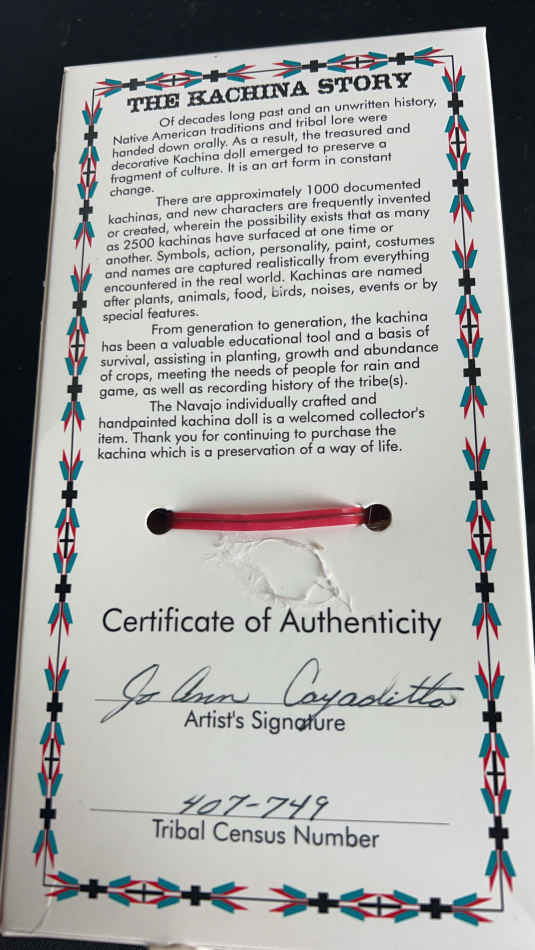 THE KACHINA STORY
Of decades long past and an unwritten history,
Native American traditions and tribal lore were
handed down orally. As a result, the treasured and
decorative Kachina doll emerged to preserve a
fragment of culture. It is an art form in constant
change.
There are approximately 1000 documented
kachinas, and new characters are frequently invented
or created, wherein the possibility exists that as many
as 2500 kachinas have surfaced at one time or
another. Symbols, action, personality, paint, costumes
and names are captured realistically from everything
encountered in the real world. Kachinas are named
after plants, animals, food, birds, noises, events or by
special features.
From generation to generation, the kachina
has been a valuable educational tool and a basis of
survival, assisting in planting, growth and abundance
of crops, meeting the needs of people for rain and
game, as well as recording history of the tribe(s).
The Navajo individually crafted and
handpainted kachina doll is a welcomed collector's
item. Thank you for continuing to purchase the
kachina which is a preservation of a way of life.
Certificate of Authenticity
Jo Ann Cayaditto
Artist's Signature
407-749
Tribal Census Number